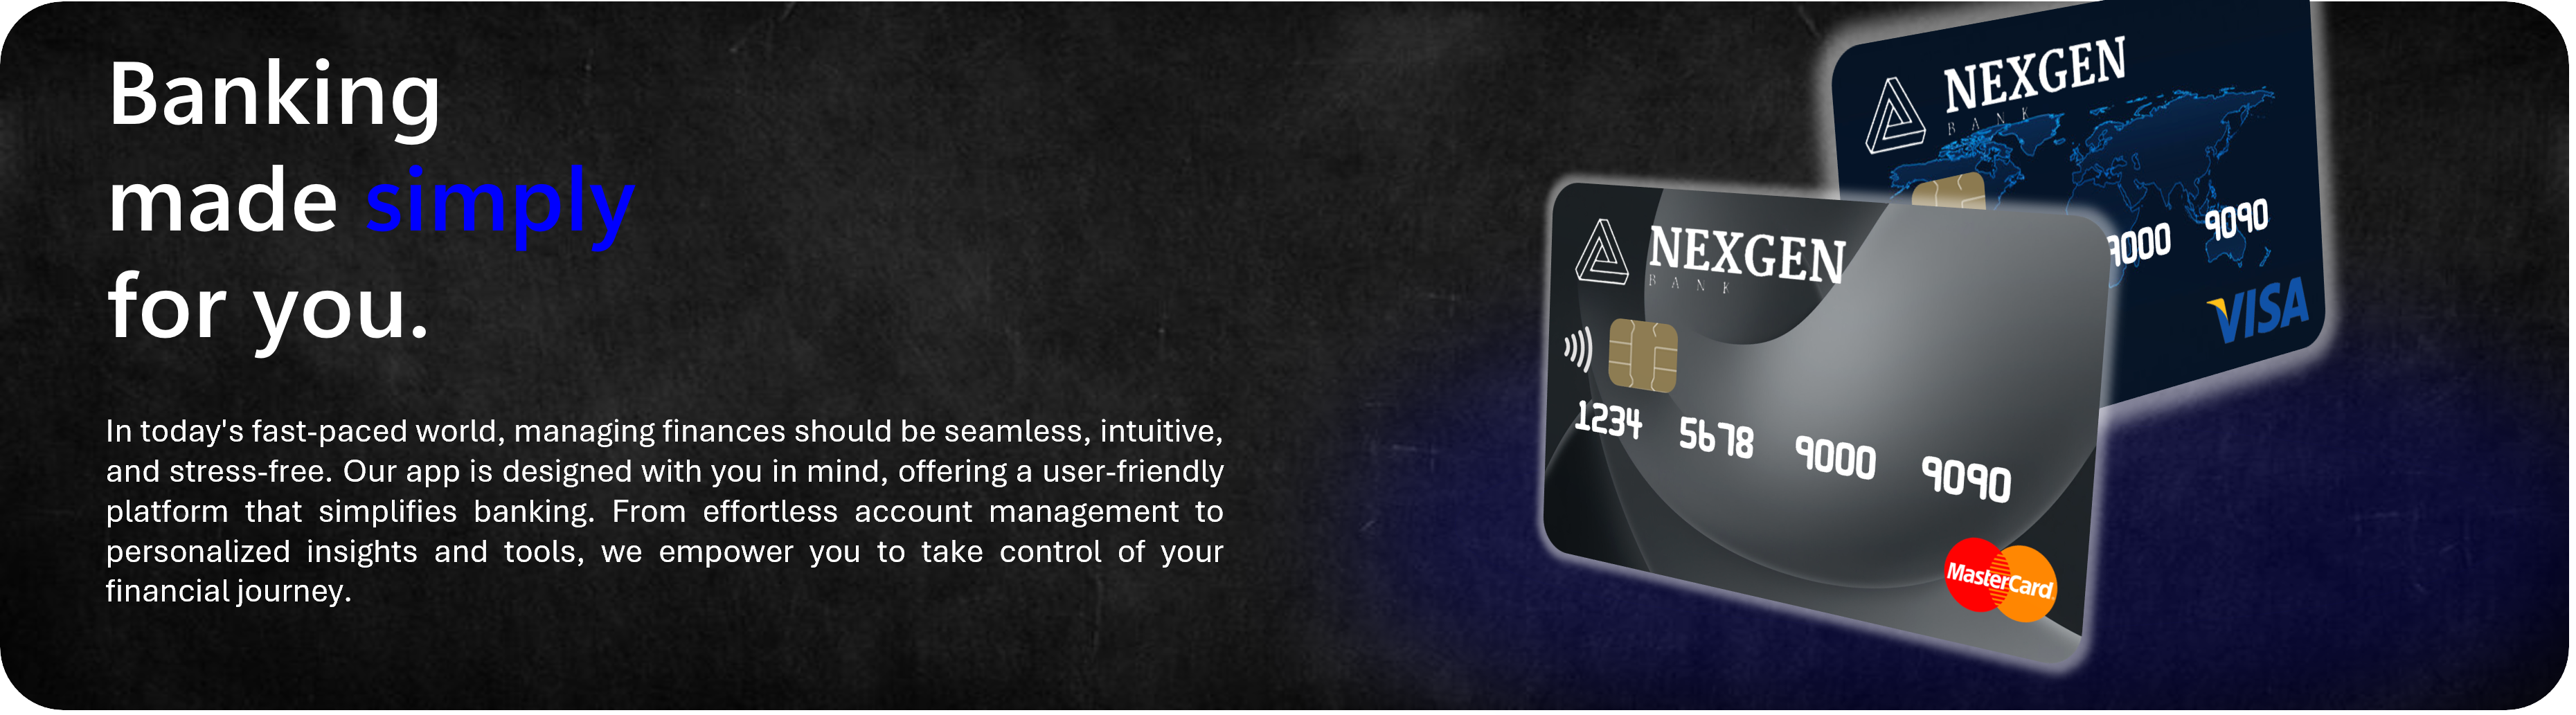 Banking
made simply
for you.
In today's fast-paced world, managing finances should be seamless, intuitive,
and stress-free. Our app is designed with you in mind, offering a user-friendly
platform that simplifies banking. From effortless account management to
personalized insights and tools, we empower you to take control of your
financial journey.
NEXGEN
BANK
9000 9090
VISA
NEXGEN
BANK
1234 5678 9000 9090
MasterCard